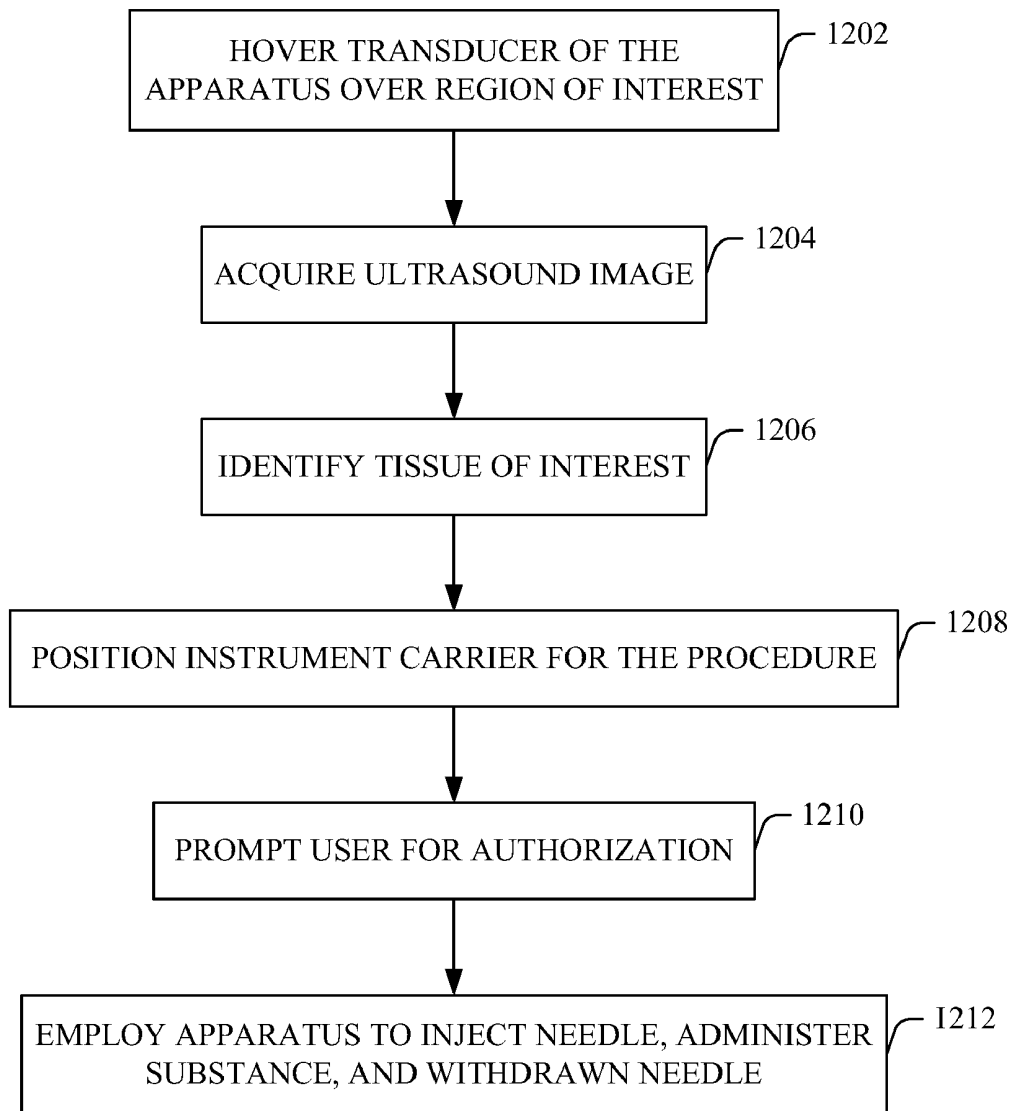 HOVER TRANSDUCER OF THE
APPARATUS OVER REGION OF INTEREST
1202
ACQUIRE ULTRASOUND IMAGE
1204
IDENTIFY TISSUE OF INTEREST
1206
POSITION INSTRUMENT CARRIER FOR THE PROCEDURE
1208
PROMPT USER FOR AUTHORIZATION
1210
EMPLOY APPARATUS TO INJECT NEEDLE, ADMINISTER
SUBSTANCE, AND WITHDRAWN NEEDLE
1212